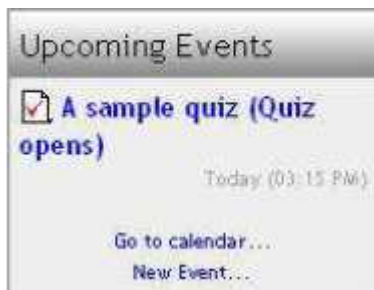 Upcoming Events
A sample quiz (Quiz
opens)
Today (03:15 PM)
Go to calendar...
New Event...